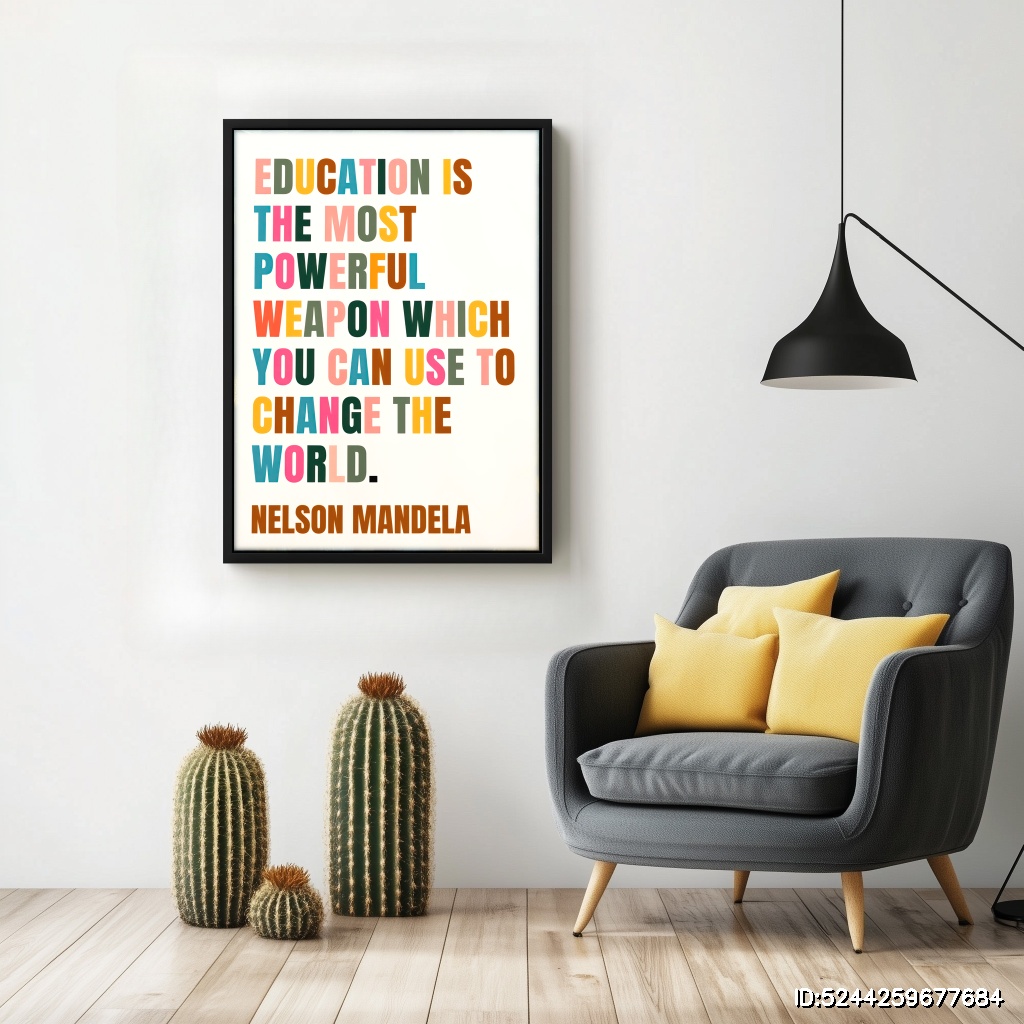 EDUCATION IS
THE MOST
POWERFUL
WEAPON WHICH
YOU CAN USE TO
CHANGE THE
WORLD.
NELSON MANDELA
ID:5244259677684